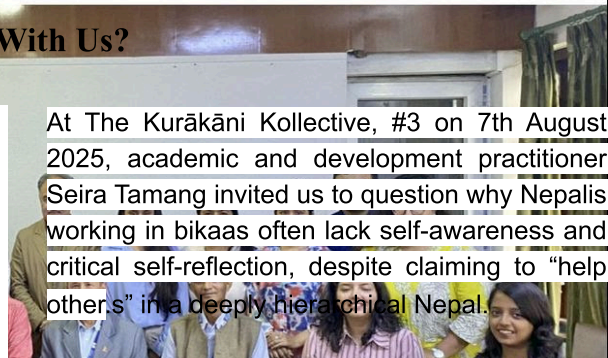 With Us?
At The Kurākāni Kollective, #3 on 7th August
2025, academic and development practitioner
Seira Tamang invited us to question why Nepalis
working in bikaas often lack self-awareness and
critical self-reflection, despite claiming to “help
other.s” in a deeply hierarchical Nepal.